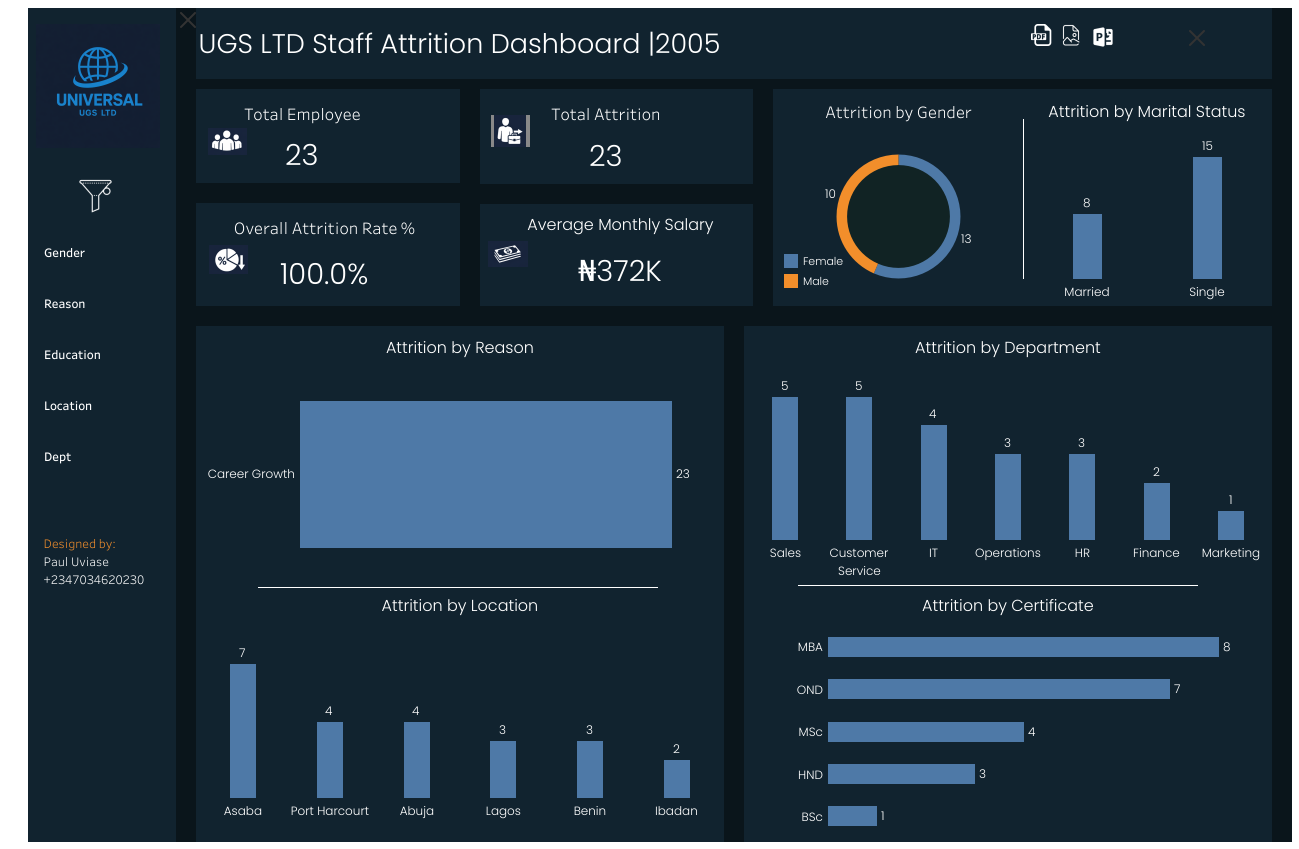 UNIVERSAL
UGS LTD
Gender
Reason
Education
Location
Dept
Designed by:
Paul Uviase
+2347034620230
UGS LTD Staff Attrition Dashboard |2005
PDF
P
Total Employee
23
Total Attrition
23
Overall Attrition Rate %
%
100.0%
Average Monthly Salary
₦372K
Attrition by Gender
10
13
Female
Male
Attrition by Marital Status
8
15
Married
Single
Attrition by Reason
Career Growth
23
Attrition by Location
7
4
4
3
3
2
Asaba
Port Harcourt
Abuja
Lagos
Benin
Ibadan
Attrition by Department
5
5
4
3
3
2
1
Sales
Customer
Service
IT
Operations
HR
Finance
Marketing
Attrition by Certificate
MBA
8
OND
7
MSc
4
HND
3
BSc
1